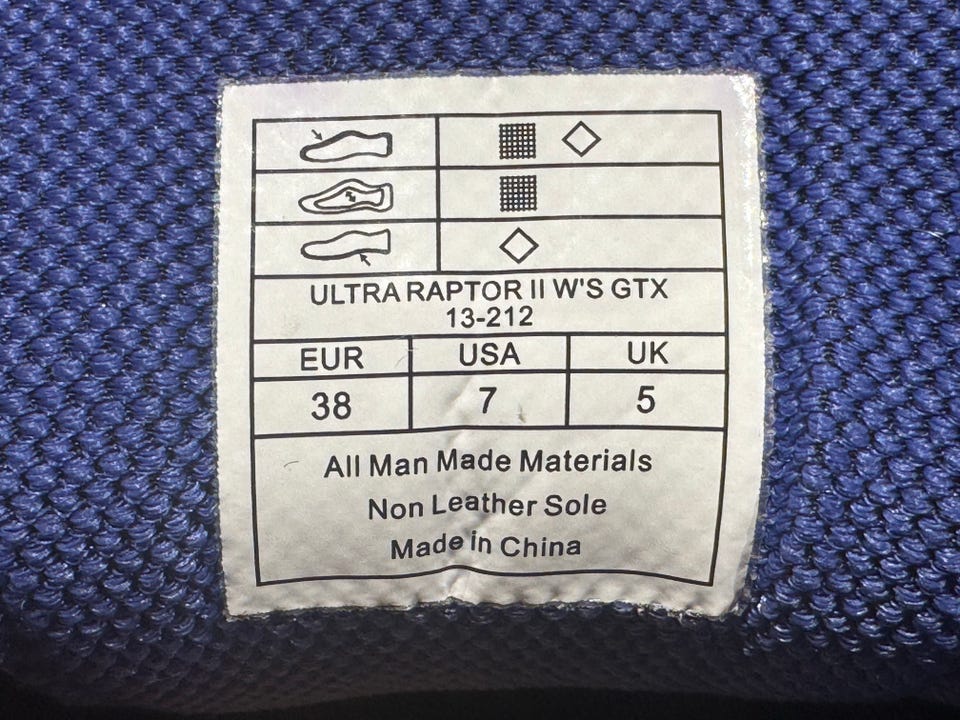 ULTRA RAPTOR II W'S GTX
13-212
EUR USA UK
38 7 5
All Man Made Materials
Non Leather Sole
Made in China